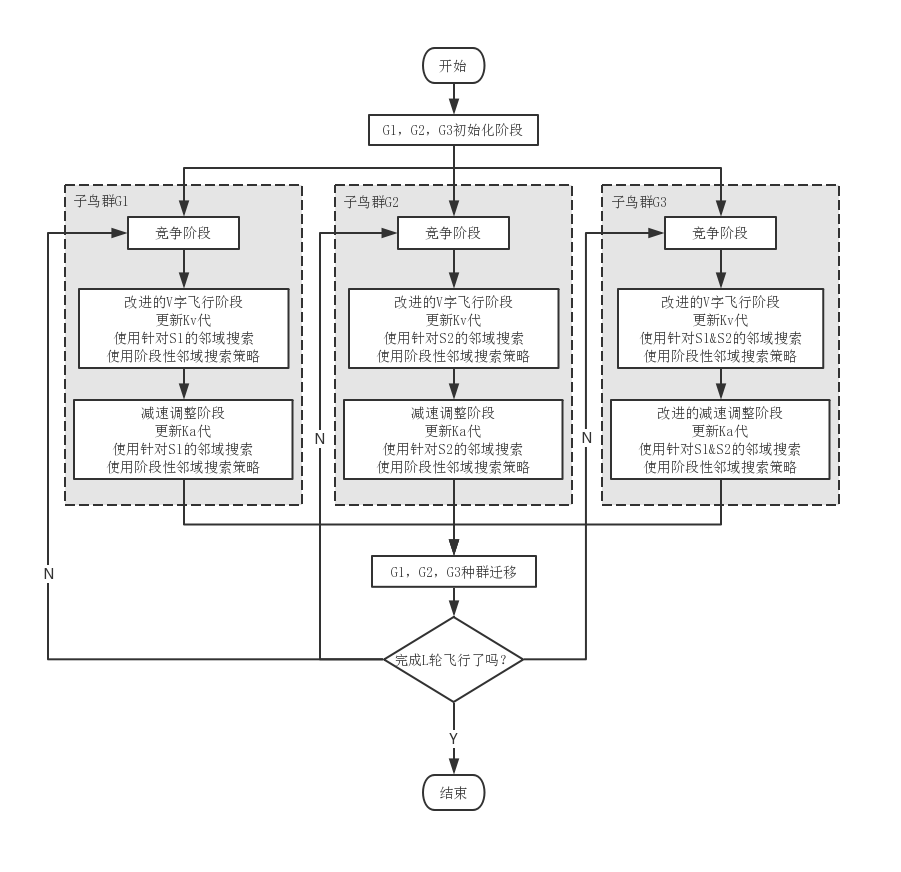 开始
G1，G2，G3初始化阶段
子鸟群G1
竞争阶段
改进的V字飞行阶段
更新Kv代
使用针对S1的邻域搜索
使用阶段性邻域搜索策略
减速调整阶段
更新Ka代
使用针对S1的邻域搜索
使用阶段性邻域搜索策略
子鸟群G2
竞争阶段
改进的V字飞行阶段
更新Kv代
使用针对S2的邻域搜索
使用阶段性邻域搜索策略
减速调整阶段
更新Ka代
使用针对S2的邻域搜索
使用阶段性邻域搜索策略
子鸟群G3
竞争阶段
改进的V字飞行阶段
更新Kv代
使用针对S1&S2的邻域搜索
使用阶段性邻域搜索策略
改进的减速调整阶段
更新Ka代
使用针对S1&S2的邻域搜索
使用阶段性邻域搜索策略
N
N
N
G1，G2，G3种群迁移
完成L轮飞行了吗?
Y
结束